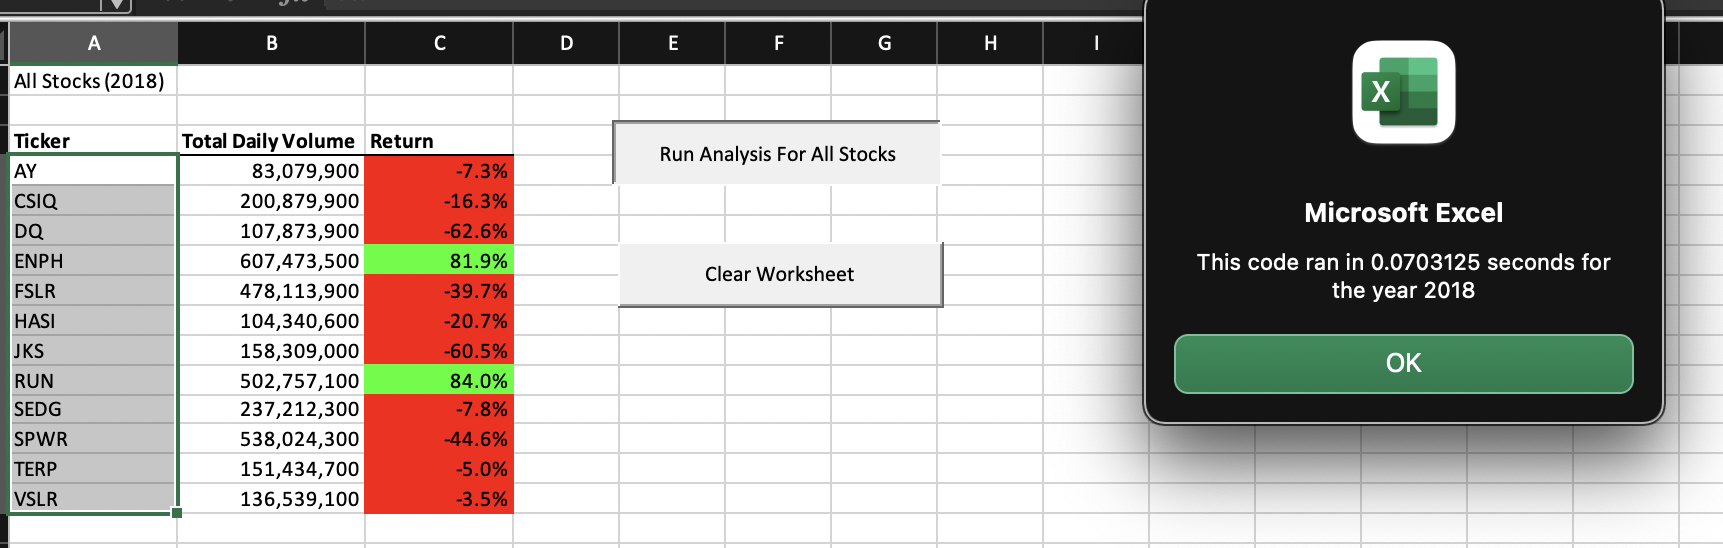 A B C D E F G H I
All Stocks (2018)
Ticker Total Daily Volume Return
AY 83,079,900 -7.3%
CSIQ 200,879,900 -16.3%
DQ 107,873,900 -62.6%
ENPH 607,473,500 81.9%
FSLR 478,113,900 -39.7%
HASI 104,340,600 -20.7%
JKS 158,309,000 -60.5%
RUN 502,757,100 84.0%
SEDG 237,212,300 -7.8%
SPWR 538,024,300 -44.6%
TERP 151,434,700 -5.0%
VSLR 136,539,100 -3.5%
Run Analysis For All Stocks
Clear Worksheet
X
Microsoft Excel
This code ran in 0.0703125 seconds for
the year 2018
OK